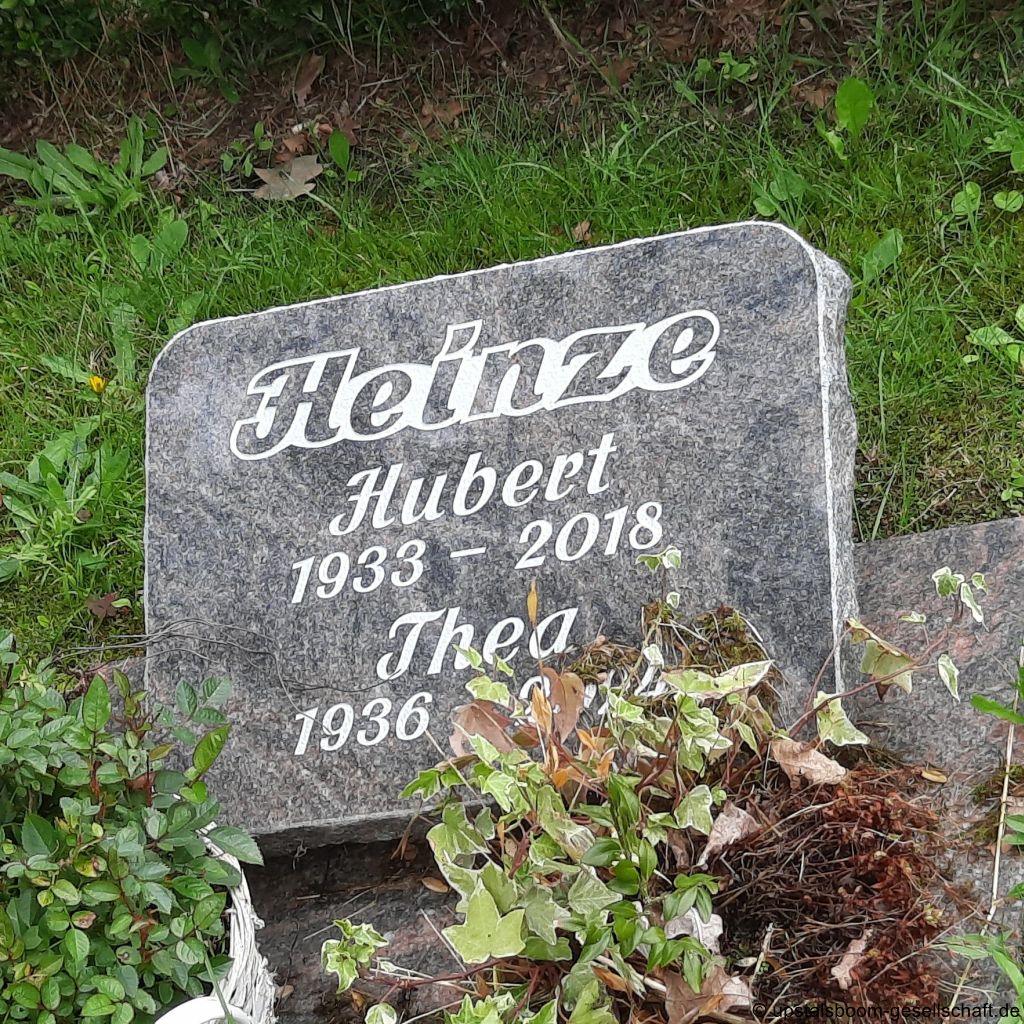 Heinze
Hubert
1933 – 2018
Thea
1936
© upstalsboom-gesellschaft.de